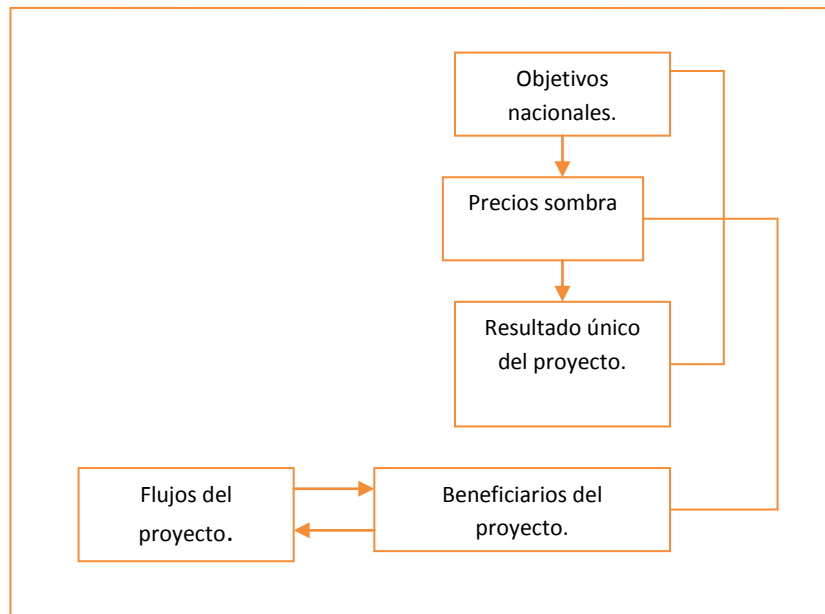 Objetivos
nacionales.
Precios sombra
Resultado único
del proyecto.
Flujos del
proyecto.
Beneficiarios del
proyecto.